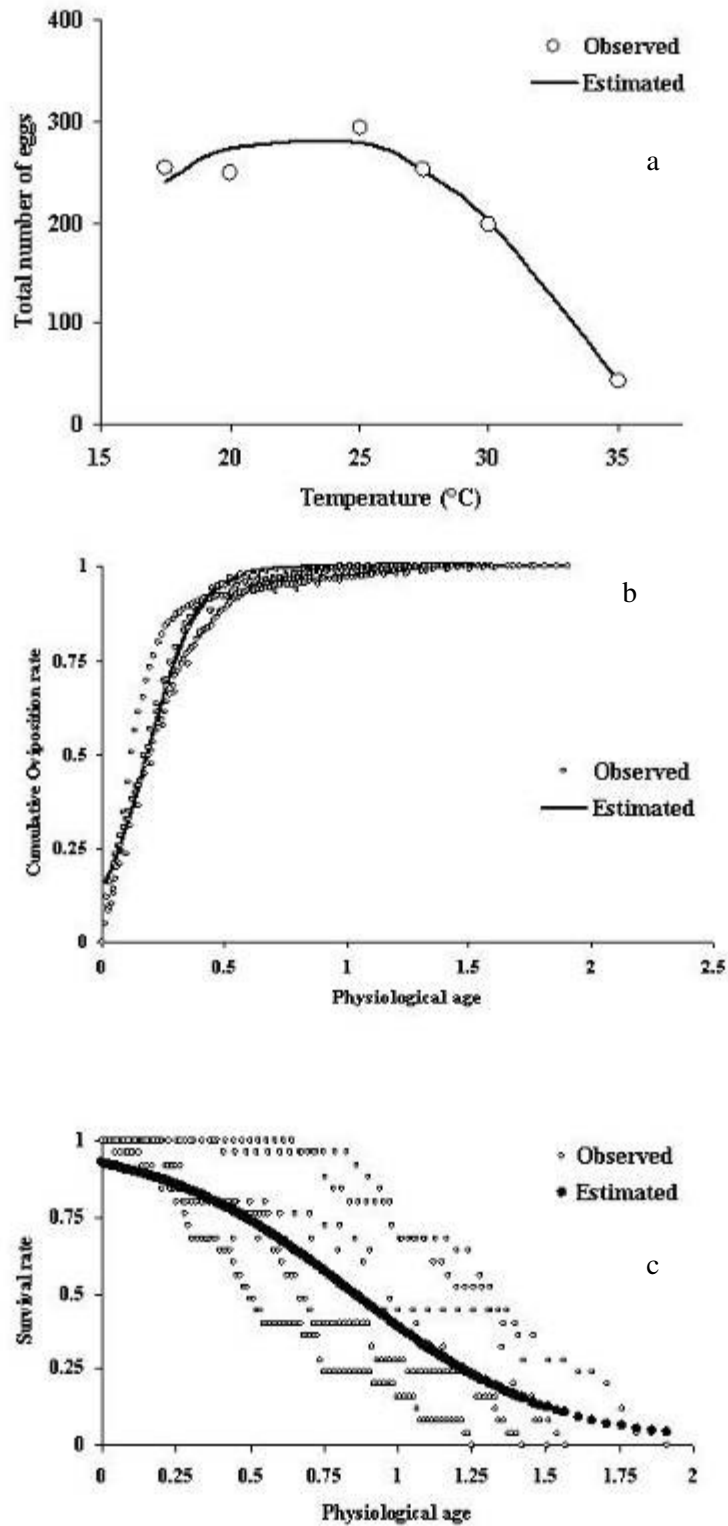 400
300
200
100
0
Total number of eggs
Observed
Estimated
a
15 20 25 30 35
Temperature (°C)
1
0.75
0.5
0.25
0
Cumulative Oviposition rate
b
Observed
Estimated
0 0.5 1 1.5 2 2.5
Physiological age
1
0.75
0.5
0.25
0
Survival rate
Observed
Estimated
c
0 0.25 0.5 0.75 1 1.25 1.5 1.75 2
Physiological age